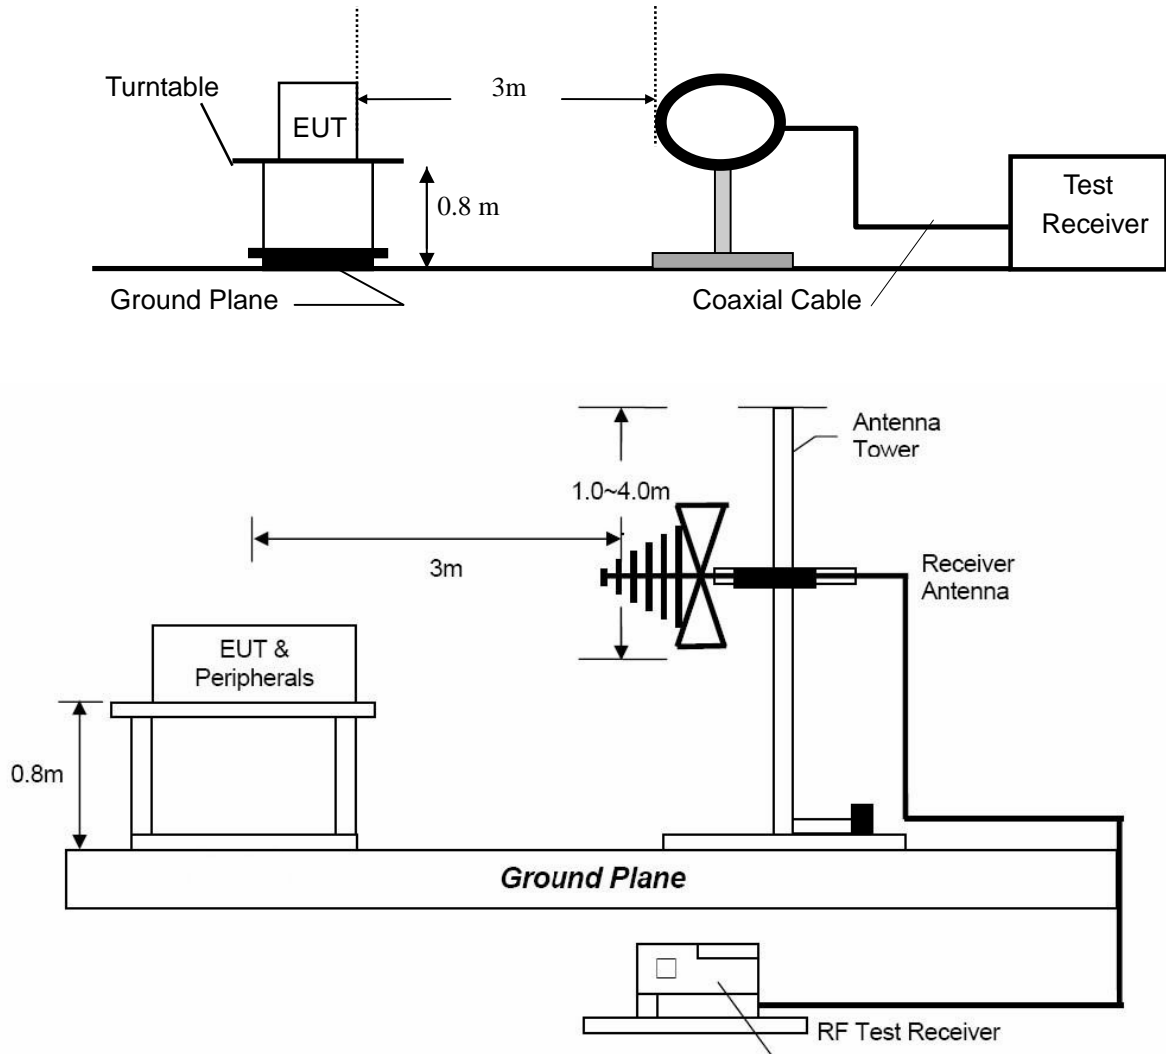 Turntable
EUT
3m
0.8 m
Test
Receiver
Ground Plane
Coaxial Cable
Antenna
Tower
1.0~4.0m
3m
Receiver
Antenna
EUT &
Peripherals
0.8m
Ground Plane
RF Test Receiver